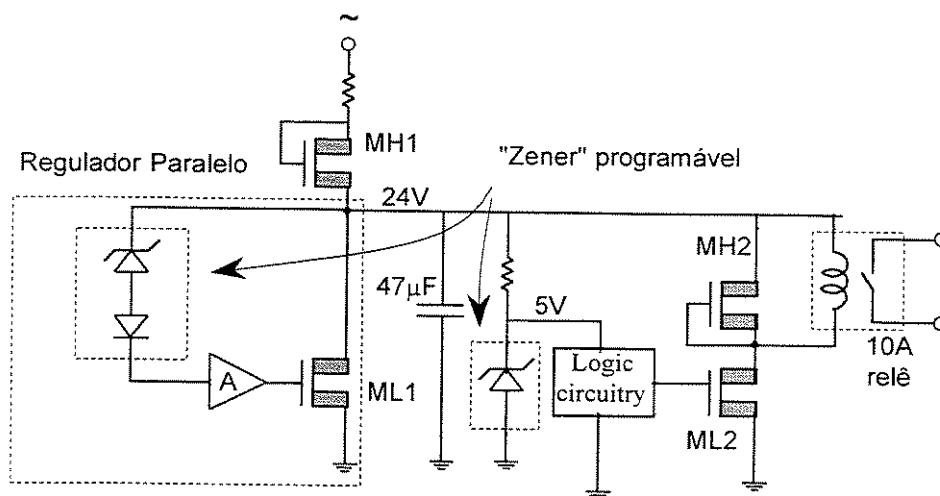 ~
MH1
Regulador Paralelo
"Zener" programável
24V
MH2
47μF
5V
Logic
circuitry
10A
relê
A
ML1
ML2